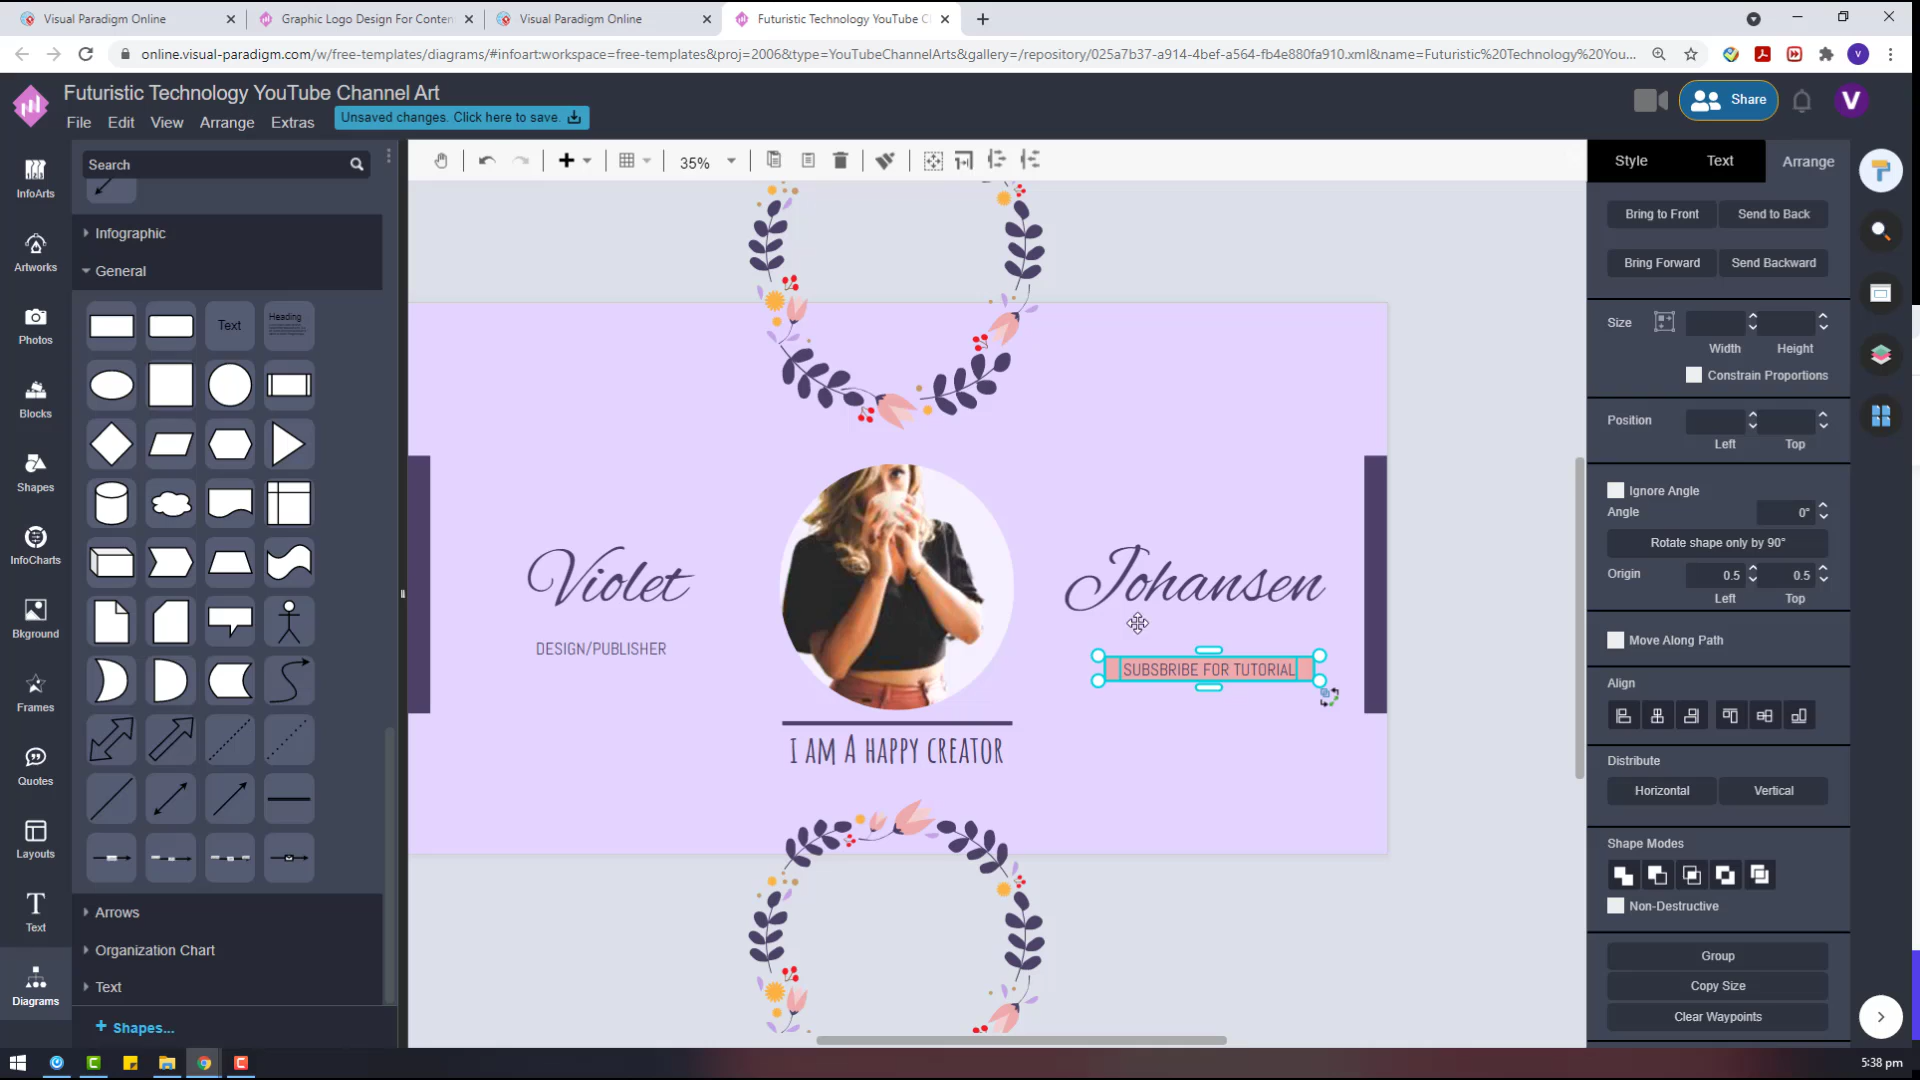 Visual Paradigm Online
Graphic Logo Design For Conten
Visual Paradigm Online
Futuristic Technology YouTube C
online.visual-paradigm.com/w/free-templates/diagrams/#infoart:workspace=free-templates&proj=2006&type=YouTubeChannelArts&gallery=/repository/025a7b37-a914-4bef-a564-fb4e880fa910.xml&name=Futuristic%20Technology%20You...
Futuristic Technology YouTube Channel Art
File Edit View Arrange Extras
Unsaved changes. Click here to save.
Share
V
InfoArts
Artworks
Photos
Blocks
Shapes
InfoCharts
Bkground
Frames
Quotes
Layouts
Text
Diagrams
Search
Infographic
General
Text
Heading
Arrows
Organization Chart
Text
+ Shapes...
35%
Violet
DESIGN/PUBLISHER
I AM A HAPPY CREATOR
Johansen
SUBSBRIBE FOR TUTORIAL
Style Text Arrange
Bring to Front Send to Back
Bring Forward Send Backward
Size
Width Height
Constrain Proportions
Position
Left Top
Ignore Angle
Angle 0°
Rotate shape only by 90°
Origin 0.5 0.5
Left Top
Move Along Path
Align
Distribute
Horizontal Vertical
Shape Modes
Non-Destructive
Group
Copy Size
Clear Waypoints
5:38 pm